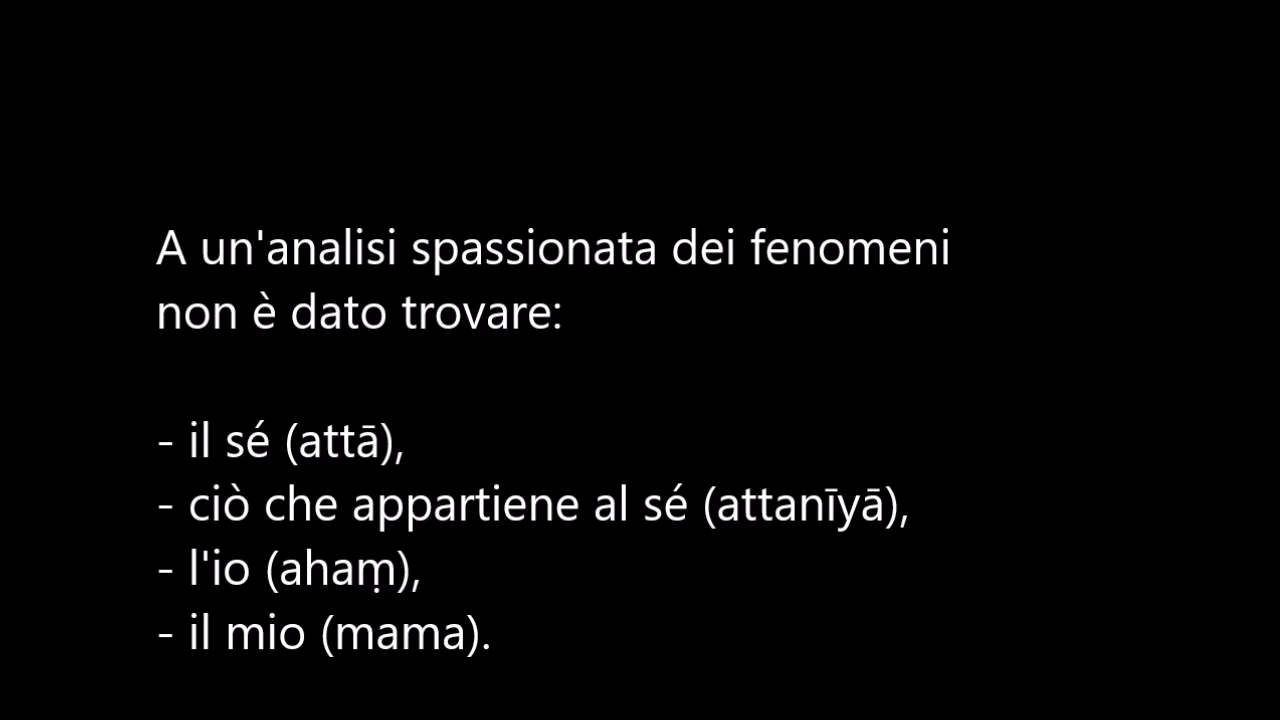 A un'analisi spassionata dei fenomeni
non è dato trovare:
- il sé (attā),
- ciò che appartiene al sé (attanīyā),
- l'io (ahaṃ),
- il mio (mama).